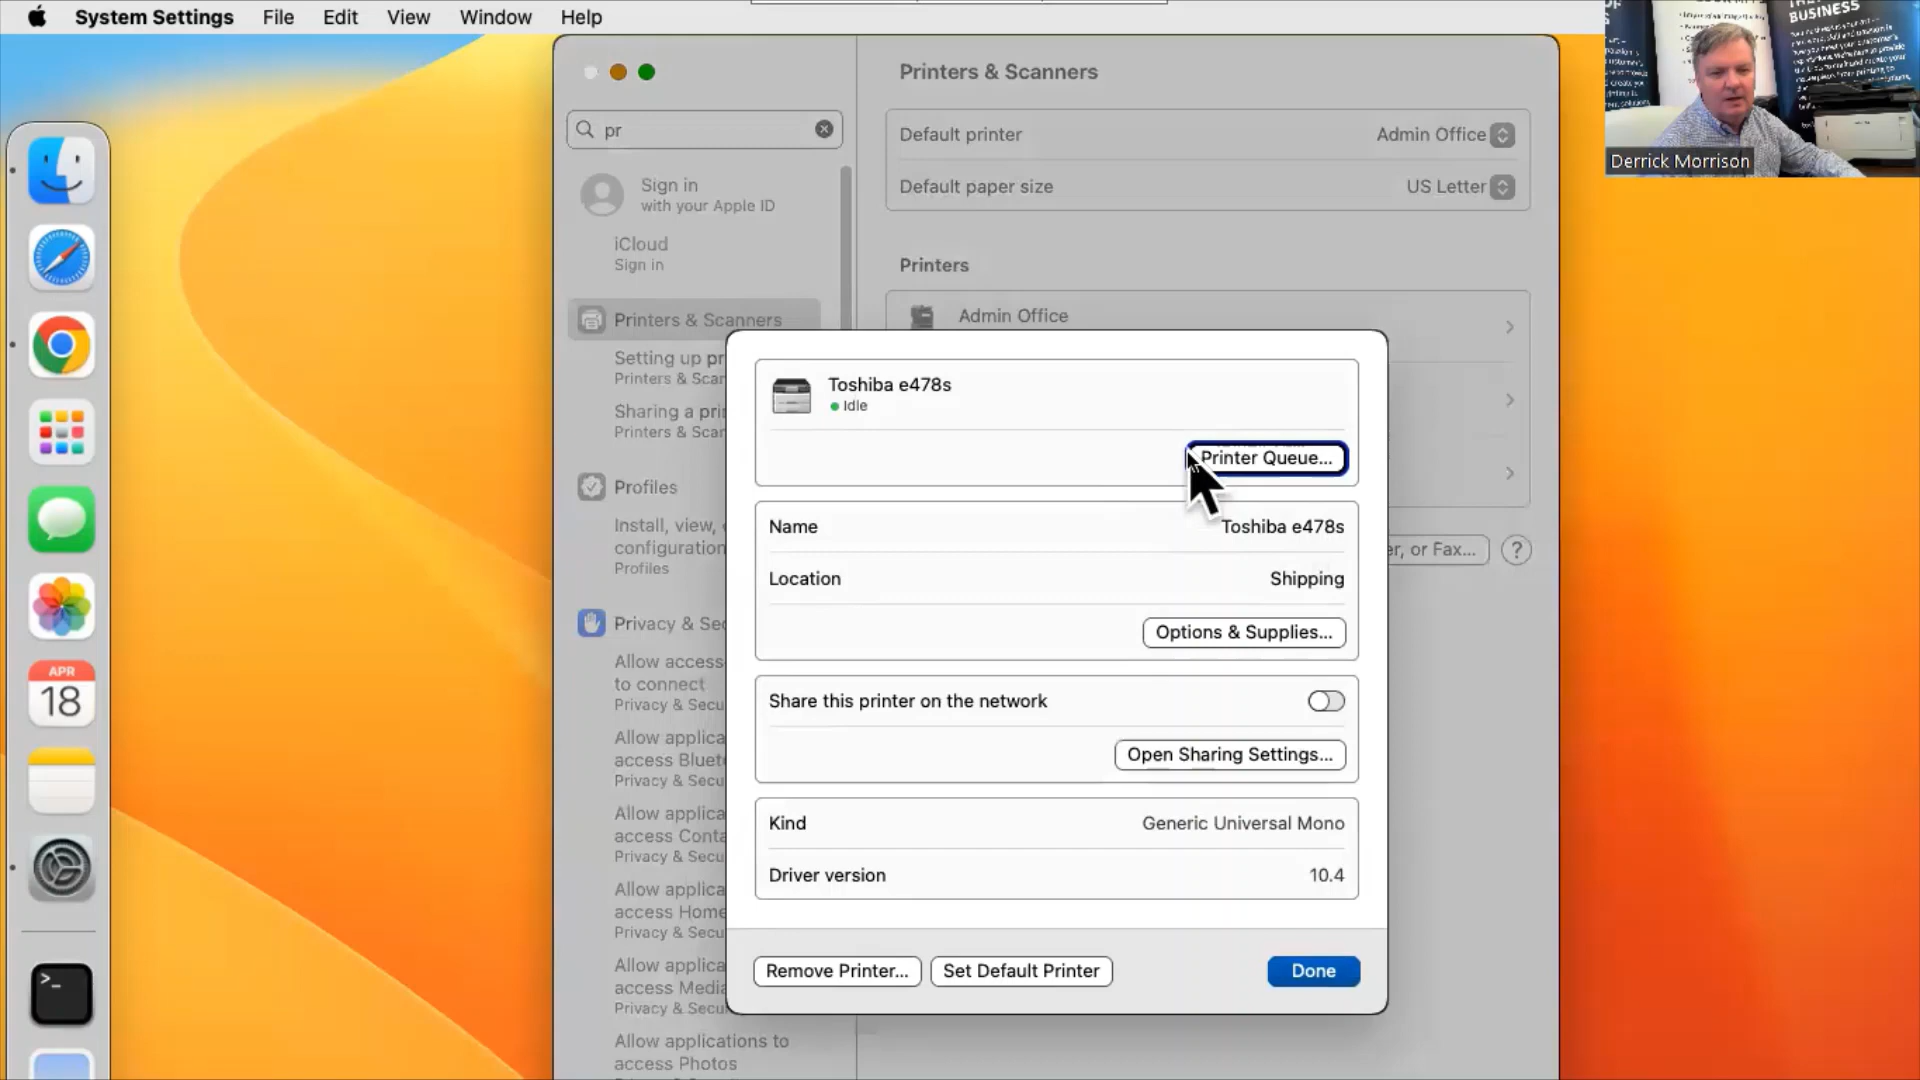 System Settings File Edit View Window Help
BUSINESS
Derrick Morrison
pr
Sign in
with your Apple ID
iCloud
Sign in
Printers & Scanners
Setting up pr
Printers & Scan
Sharing a prin
Printers & Scar
Profiles
Install, view,
configuration
Profiles
Privacy & Sec
Allow access
to connect
Privacy & Secu
Allow applica
access Bluet
Privacy & Secu
Allow applica
access Conta
Privacy & Secu
Allow applica
access Home
Privacy & Secu
Allow applica
access Media
Privacy & Secu
Allow applications to
access Photos
Printers & Scanners
Default printer Admin Office
Default paper size US Letter
Printers
Admin Office
er, or Fax... ?
Toshiba e478s
Idle
Printer Queue...
Name Toshiba e478s
Location Shipping
Options & Supplies...
Share this printer on the network
Open Sharing Settings...
Kind Generic Universal Mono
Driver version 10.4
Remove Printer... Set Default Printer Done
APR
18
>_